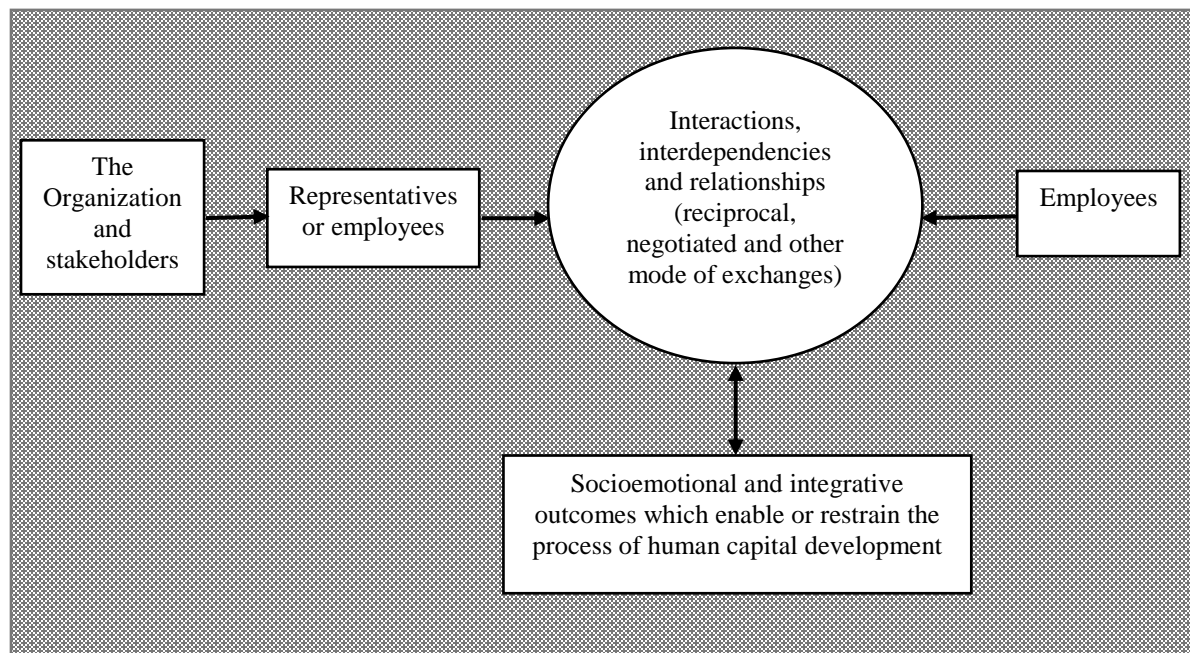 The
Organization
and
stakeholders
Representatives
or employees
Interactions,
interdependencies
and relationships
(reciprocal,
negotiated and other
mode of exchanges)
Employees
Socioemotional and integrative
outcomes which enable or restrain the
process of human capital development